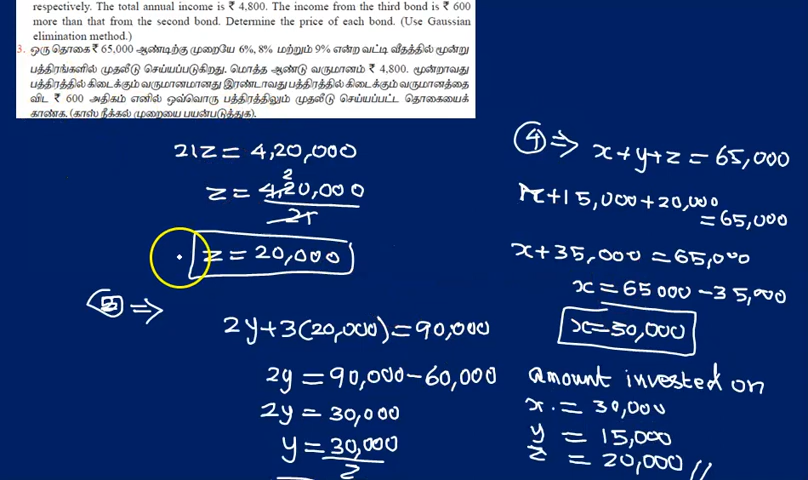 respectively. The total annual income is ₹ 4,800. The income from the third bond is ₹ 600
more than that from the second bond. Determine the price of each bond. (Use Gaussian
elimination method.)
3. ஒரு தொகை ₹ 65,000 ஆண்டிற்கு முறையே 6%, 8% மற்றும் 9% என்ற வட்டி வீதத்தில் மூன்று
பத்திரங்களில் முதலீடு செய்யப்படுகிறது. மொத்த ஆண்டு வருமானம் ₹ 4,800. மூன்றாவது
பத்திரத்தில் கிடைக்கும் வருமானமானது இரண்டாவது பத்திரத்தில் கிடைக்கும் வருமானத்தை
விட ₹ 600 அதிகம் எனில் ஒவ்வொரு பத்திரத்திலும் முதலீடு செய்யப்பட்ட தொகையைக்
காண்க. (காஸ் நீக்கல் முறையை பயன்படுத்துக).
21z = 4,20,000
z = 4,20,000
2
21
z = 20,000
⇒
2y+3(20,000)=90,000
2y = 90,000-60,000
2y = 30,000
y = 30,000
2
④ ⇒ x+y+z = 65,000
x+15,000+20,000
= 65,000
x+35,000=65,000
x = 65000-35,000
x=30,000
amount invested on
x. = 30,000
y = 15,000
z = 20,000 //